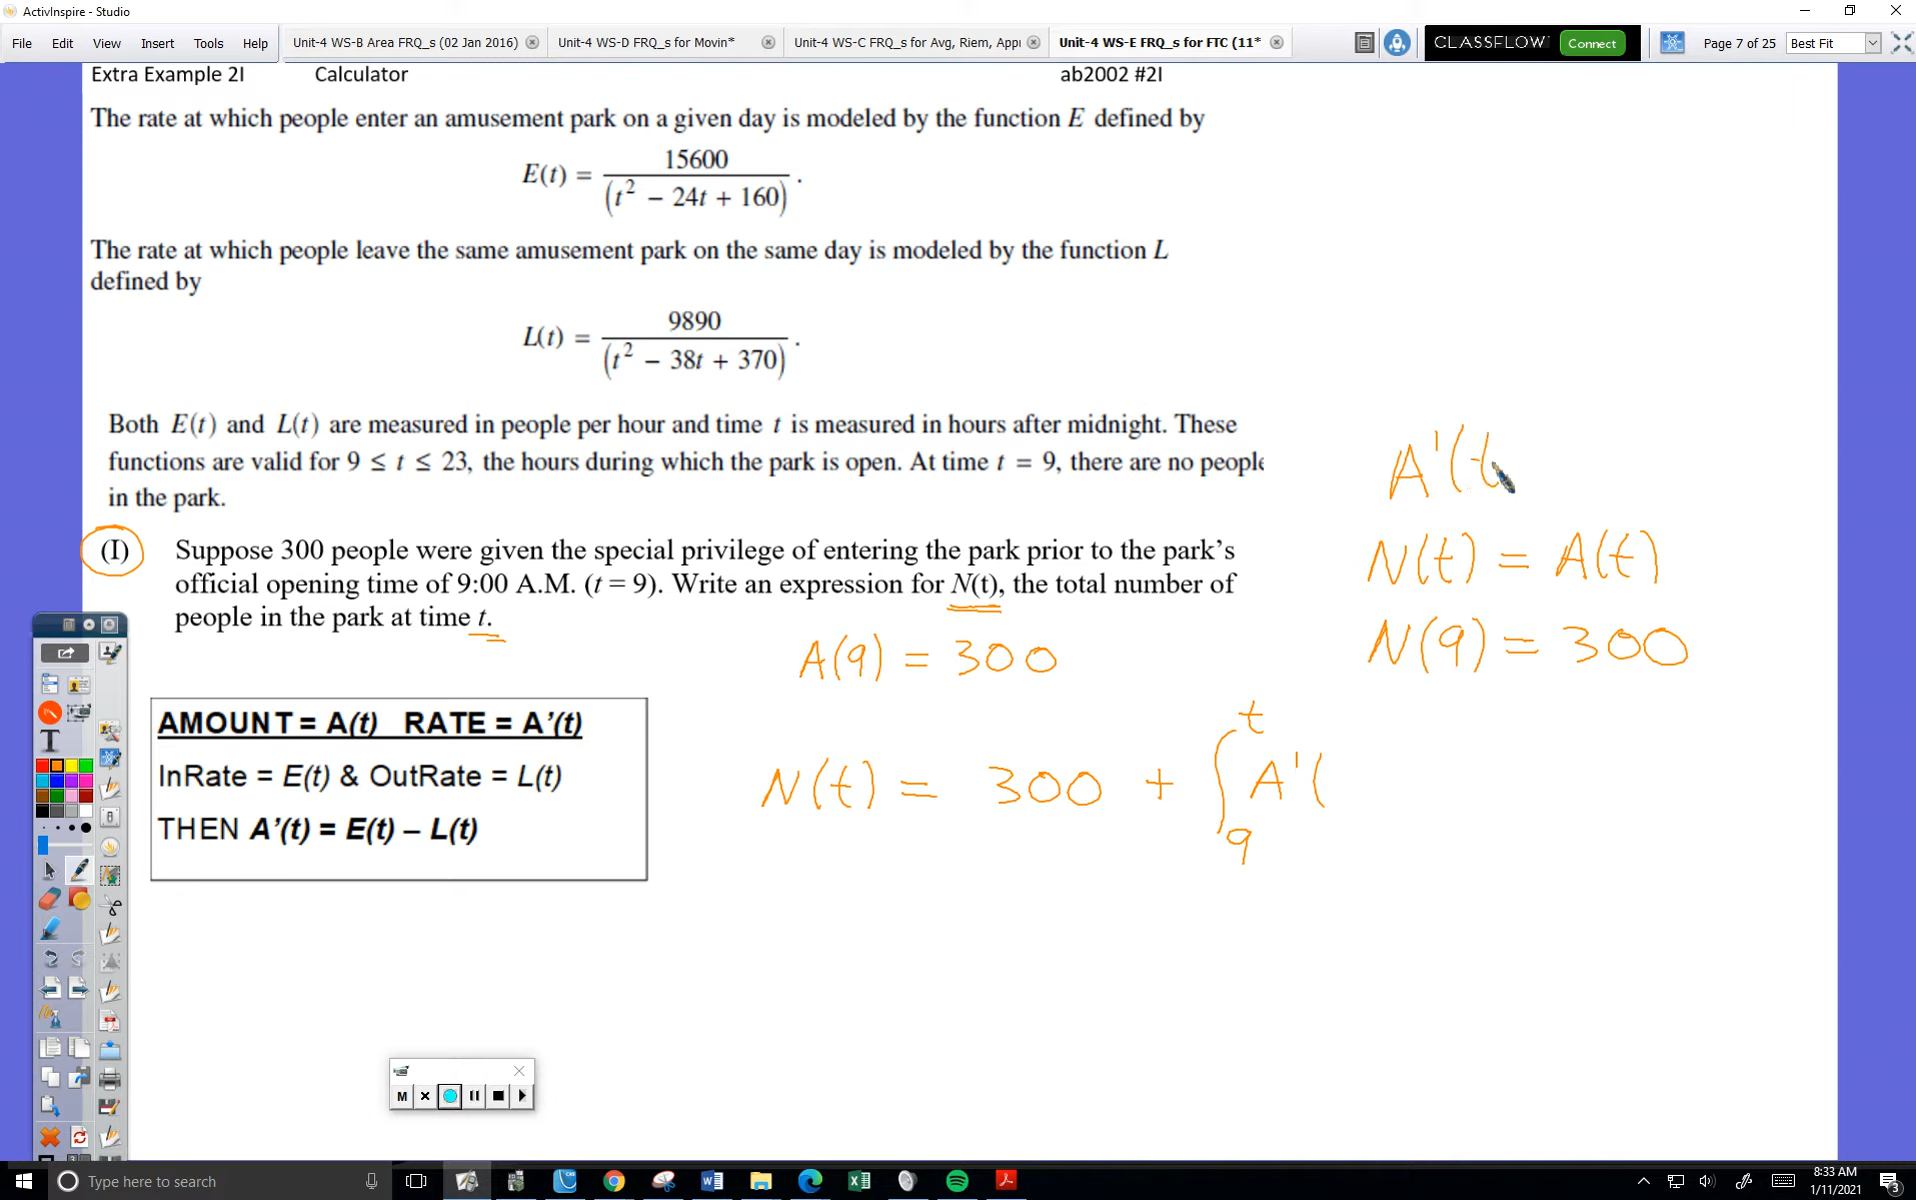 ActivInspire - Studio
File Edit View Insert Tools Help
Unit-4 WS-B Area FRQ_s (02 Jan 2016)
Unit-4 WS-D FRQ_s for Movin*
Unit-4 WS-C FRQ_s for Avg, Riem, Appr
Unit-4 WS-E FRQ_s for FTC (11*
CLASSFLOW Connect
Page 7 of 25
Best Fit
Extra Example 2I Calculator ab2002 #2I
The rate at which people enter an amusement park on a given day is modeled by the function E defined by
E(t) = 15600 / (t² − 24t + 160) .
The rate at which people leave the same amusement park on the same day is modeled by the function L
defined by
L(t) = 9890 / (t² − 38t + 370) .
Both E(t) and L(t) are measured in people per hour and time t is measured in hours after midnight. These
functions are valid for 9 ≤ t ≤ 23, the hours during which the park is open. At time t = 9, there are no people
in the park.
(I) Suppose 300 people were given the special privilege of entering the park prior to the park's
official opening time of 9:00 A.M. (t = 9). Write an expression for N(t), the total number of
people in the park at time t.
A'(t
N(t) = A(t)
N(9) = 300
A(9) = 300
N(t) = 300 + ∫₉ᵗ A'(
AMOUNT = A(t) RATE = A'(t)
InRate = E(t) & OutRate = L(t)
THEN A'(t) = E(t) – L(t)
T
M
Type here to search
8:33 AM
1/11/2021
3